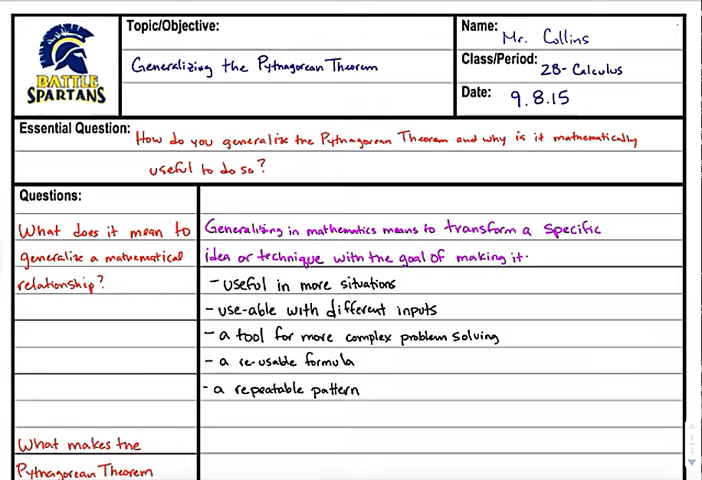 BATTLE
SPARTANS
Topic/Objective:
Generalizing the Pythagorean Theorem
Name: Mr. Collins
Class/Period: 2B- Calculus
Date: 9.8.15
Essential Question: How do you generalize the Pythagorean Theorem and why is it mathematically
useful to do so?
Questions:
What does it mean to
generalize a mathematical
relationship?
Generalizing in mathematics means to transform a specific
idea or technique with the goal of making it:
- useful in more situations
- use-able with different inputs
- a tool for more complex problem solving
- a re-usable formula
- a repeatable pattern
What makes the
Pythagorean Theorem